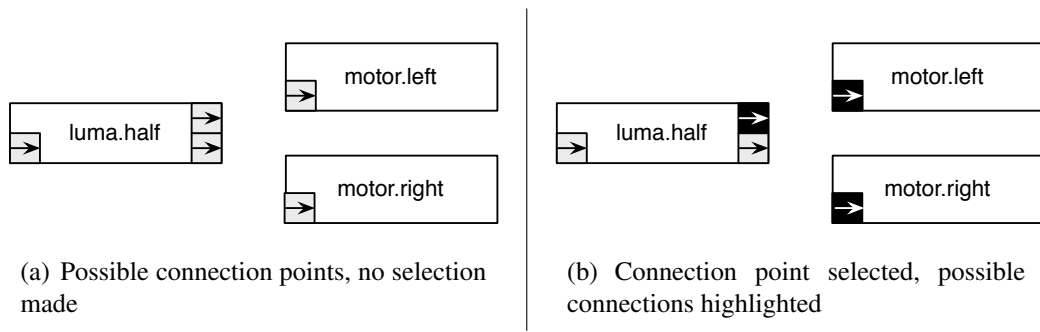 motor.left
luma.half
motor.right
(a) Possible connection points, no selection
made
motor.left
luma.half
motor.right
(b) Connection point selected, possible
connections highlighted